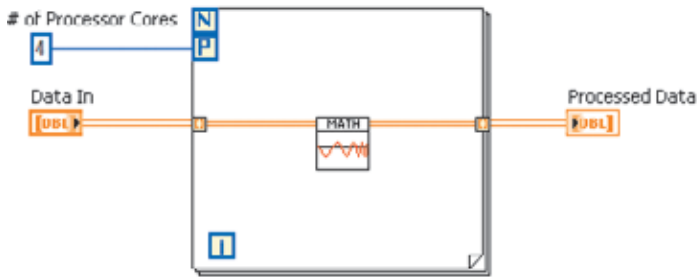 # of Processor Cores
N
4
P
Data In
Processed Data
[DBL]
MATH
[DBL]
i